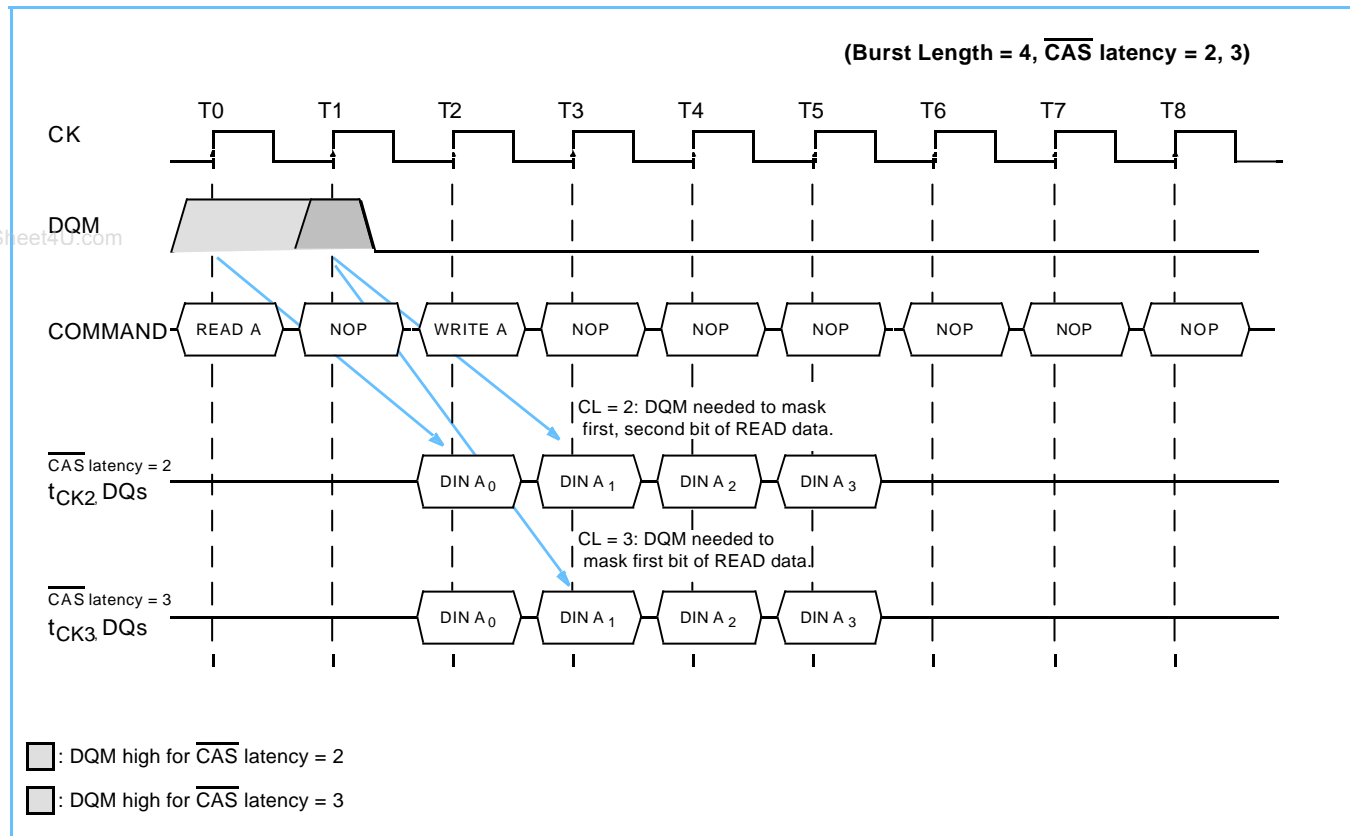 (Burst Length = 4, CAS latency = 2, 3)
T0 T1 T2 T3 T4 T5 T6 T7 T8
CK
DQM
Sheet4U.com
COMMAND READ A NOP WRITE A NOP NOP NOP NOP NOP NOP
CL = 2: DQM needed to mask
first, second bit of READ data.
CAS latency = 2
tCK2, DQs DIN A0 DIN A1 DIN A2 DIN A3
CL = 3: DQM needed to
mask first bit of READ data.
CAS latency = 3
tCK3, DQs DIN A0 DIN A1 DIN A2 DIN A3
: DQM high for CAS latency = 2
: DQM high for CAS latency = 3